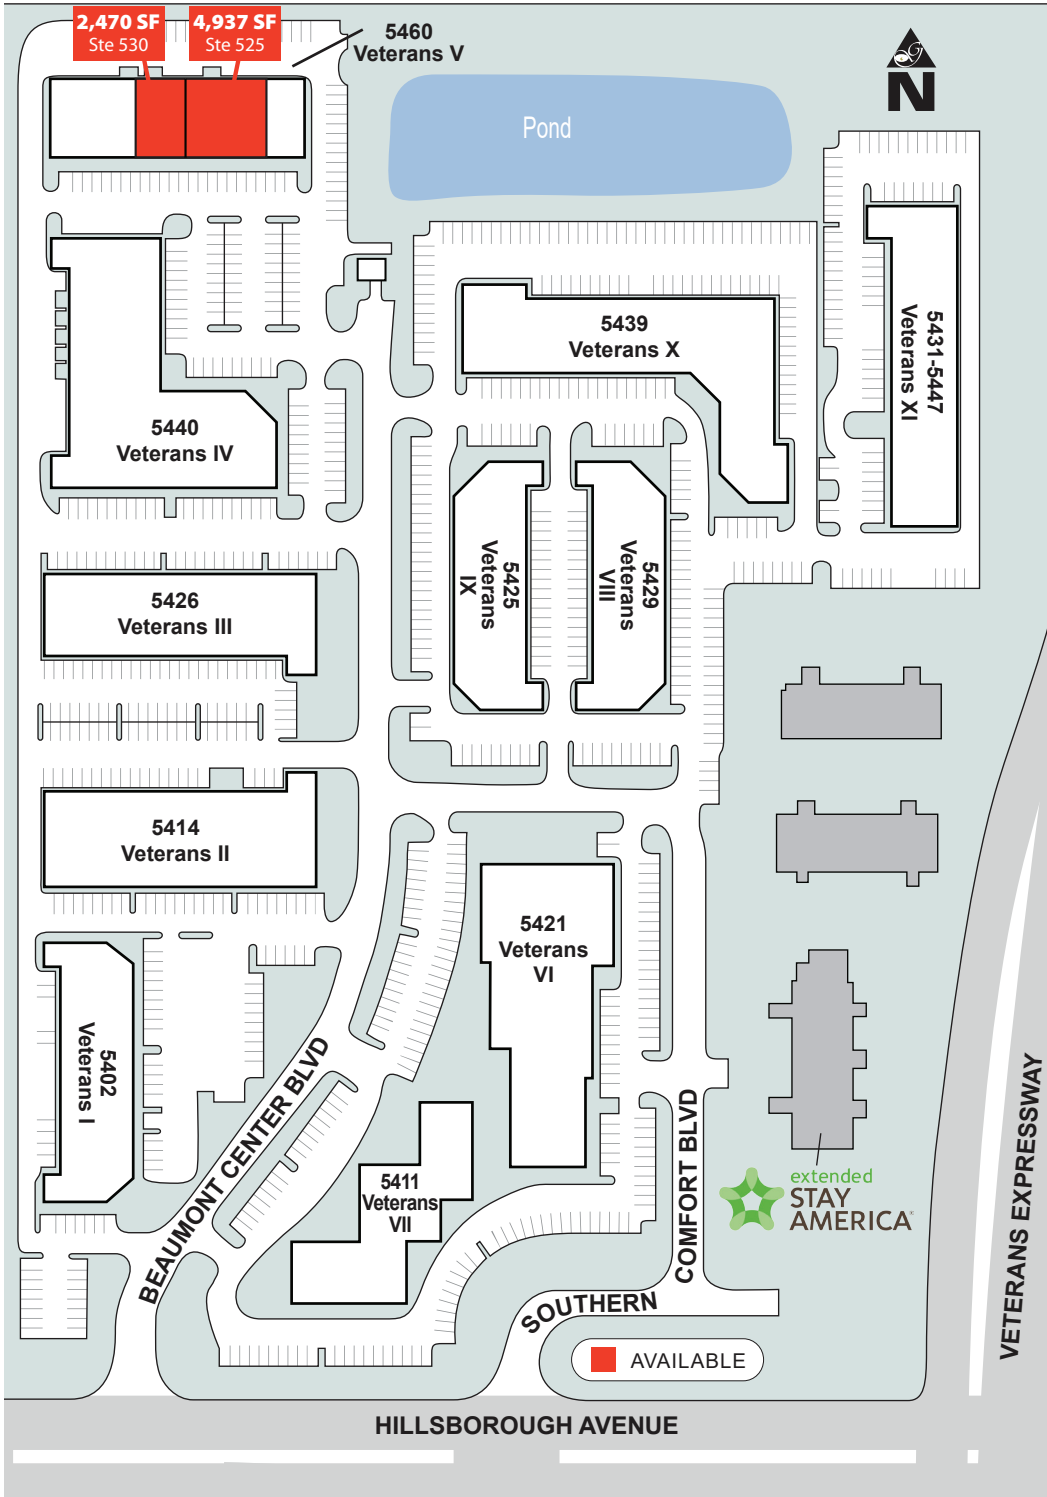 2,470 SF
Ste 530
4,937 SF
Ste 525
5460
Veterans V
N
Pond
5439
Veterans X
5431-5447
Veterans XI
5440
Veterans IV
5425
Veterans
IX
5429
Veterans
VIII
5426
Veterans III
5414
Veterans II
5421
Veterans
VI
5402
Veterans I
BEAUMONT CENTER BLVD
5411
Veterans
VII
COMFORT BLVD
SOUTHERN
extended
STAY
AMERICA
VETERANS EXPRESSWAY
AVAILABLE
HILLSBOROUGH AVENUE